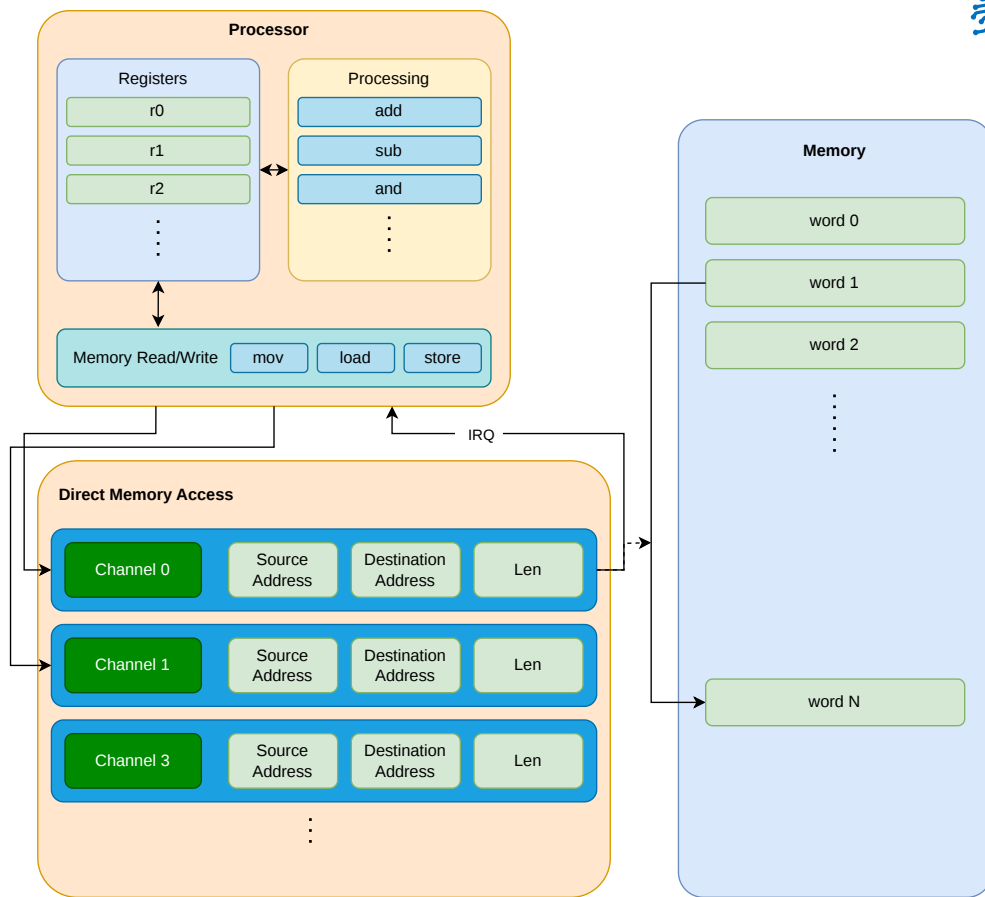 Processor
Registers
r0
r1
r2
Processing
add
sub
and
Memory Read/Write
mov
load
store
IRQ
Direct Memory Access
Channel 0
Source
Address
Destination
Address
Len
Channel 1
Source
Address
Destination
Address
Len
Channel 3
Source
Address
Destination
Address
Len
Memory
word 0
word 1
word 2
word N